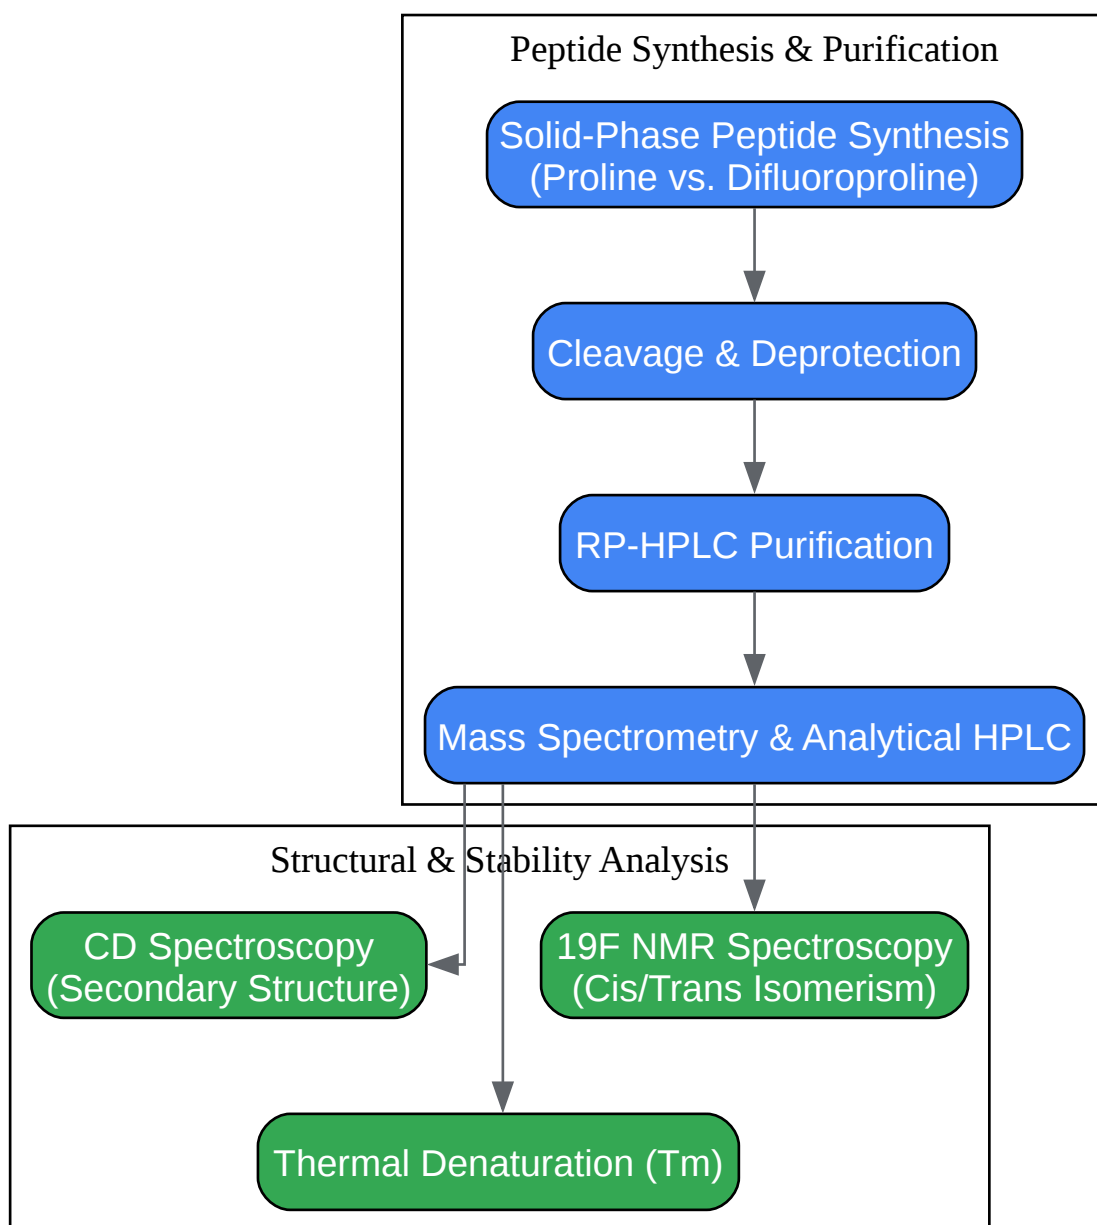 Peptide Synthesis & Purification
Solid-Phase Peptide Synthesis
(Proline vs. Difluoroproline)
Cleavage & Deprotection
RP-HPLC Purification
Mass Spectrometry & Analytical HPLC
Structural & Stability Analysis
CD Spectroscopy
(Secondary Structure)
19F NMR Spectroscopy
(Cis/Trans Isomerism)
Thermal Denaturation (Tm)